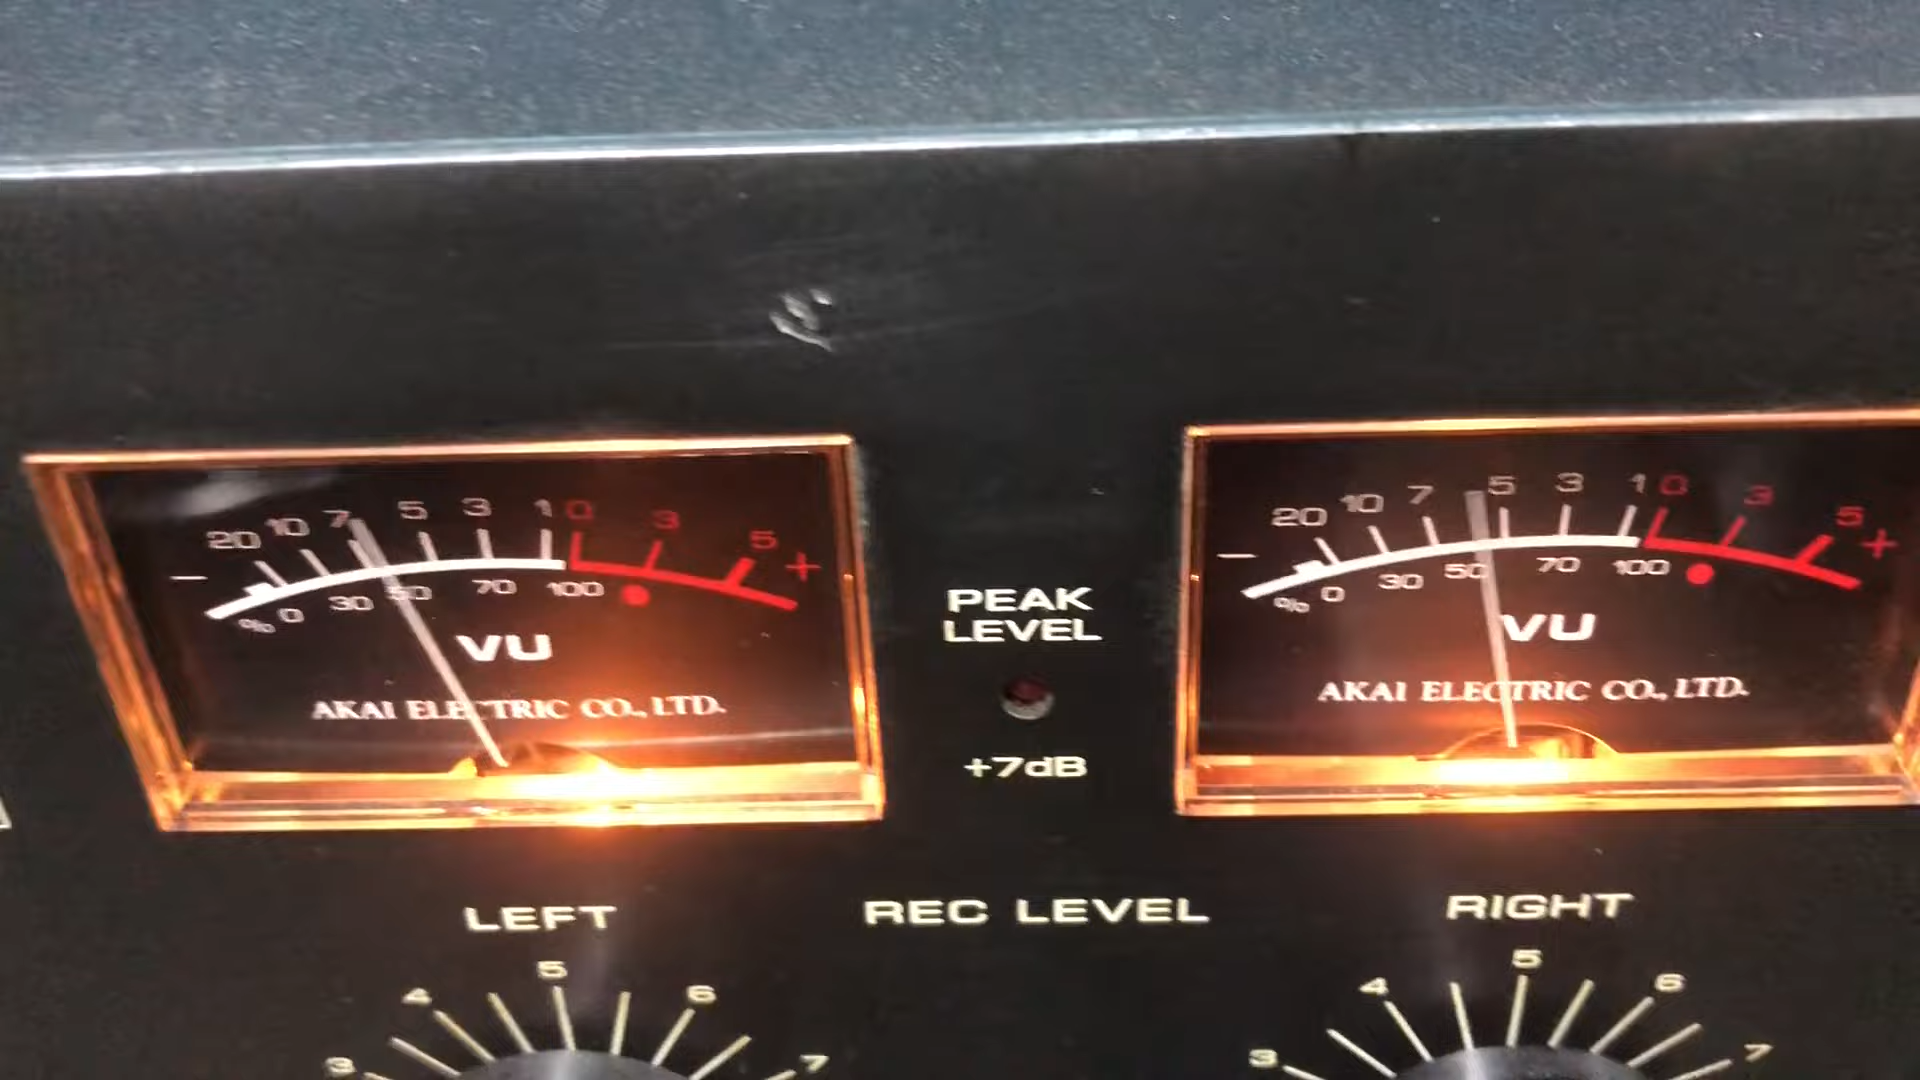 20 10 7 5 3 1 0 3 5
- +
% 0 30 50 70 100
VU
AKAI ELECTRIC CO., LTD.
PEAK
LEVEL
+7dB
20 10 7 5 3 1 0 3 5
- +
% 0 30 50 70 100
VU
AKAI ELECTRIC CO., LTD.
LEFT
REC LEVEL
RIGHT
3 4 5 6 7
3 4 5 6 7